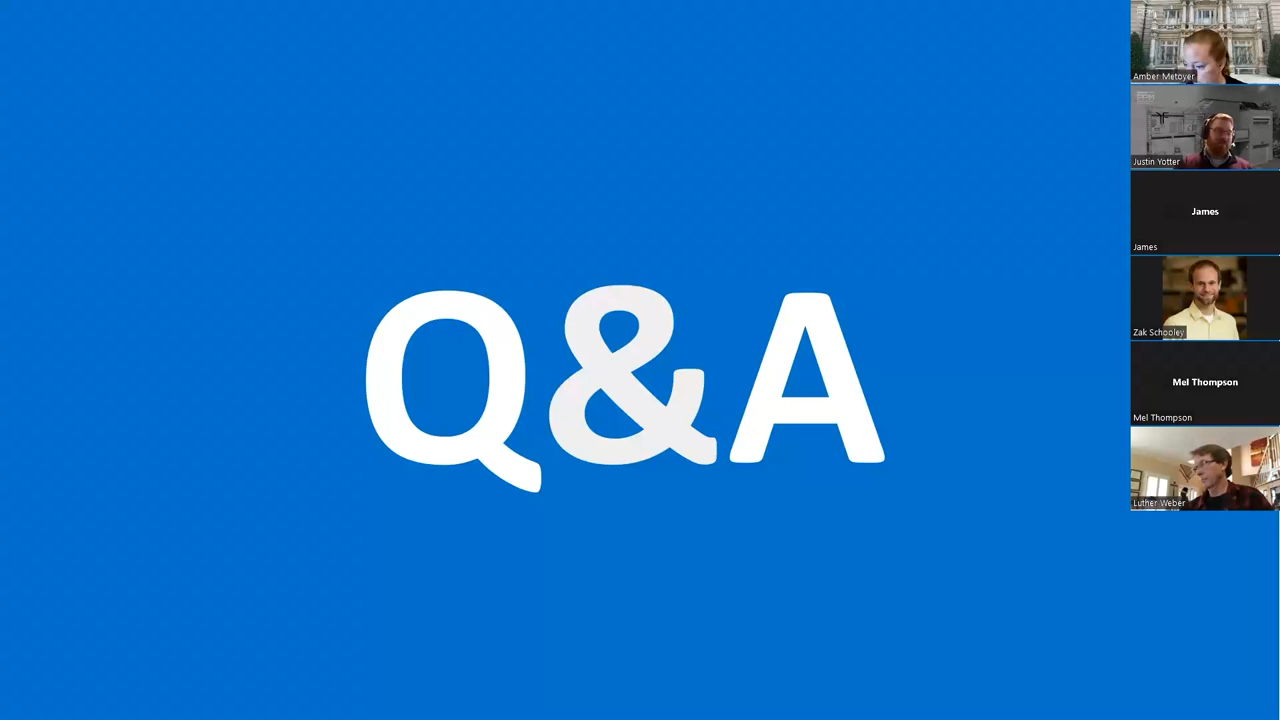 Q&A
Amber Metoyer
Justin Yotter
James
James
Zak Schooley
Mel Thompson
Mel Thompson
Luther Weber